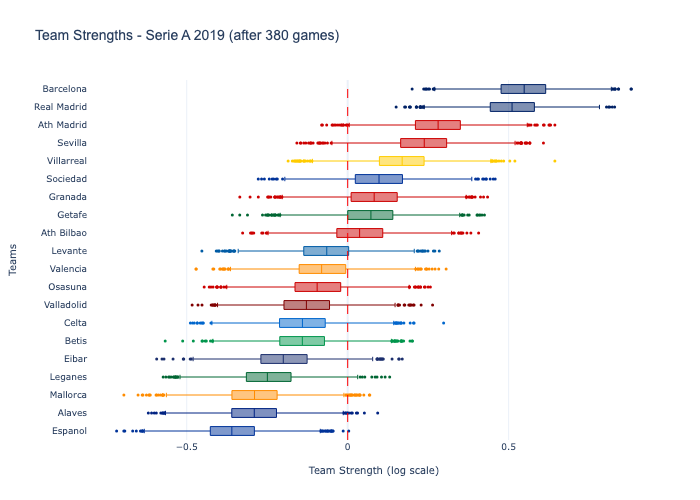 Team Strengths - Serie A 2019 (after 380 games)
Barcelona
Real Madrid
Ath Madrid
Sevilla
Villarreal
Sociedad
Granada
Getafe
Ath Bilbao
Levante
Valencia
Osasuna
Valladolid
Celta
Betis
Eibar
Leganes
Mallorca
Alaves
Espanol
Teams
−0.5 0 0.5
Team Strength (log scale)